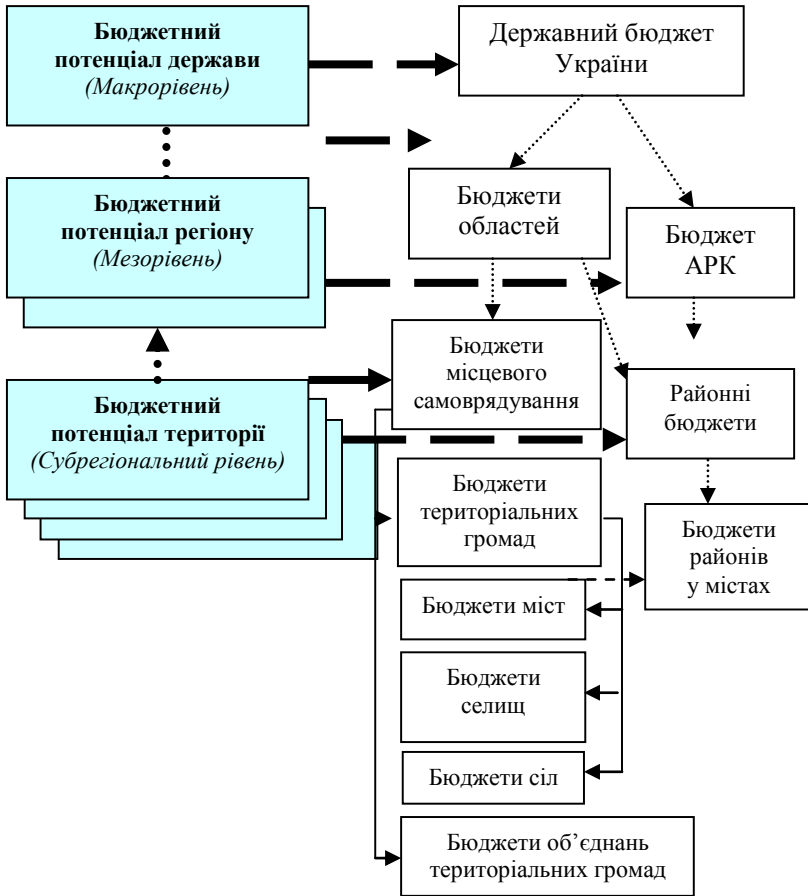 Бюджетний
потенціал держави
(Макрорівень)
Державний бюджет
України
Бюджетний
потенціал регіону
(Мезорівень)
Бюджети
областей
Бюджет
АРК
Бюджетний
потенціал території
(Субрегіональний рівень)
Бюджети
місцевого
самоврядування
Районні
бюджети
Бюджети
територіальних
громад
Бюджети
районів
у містах
Бюджети міст
Бюджети
селищ
Бюджети сіл
Бюджети об’єднань
територіальних громад